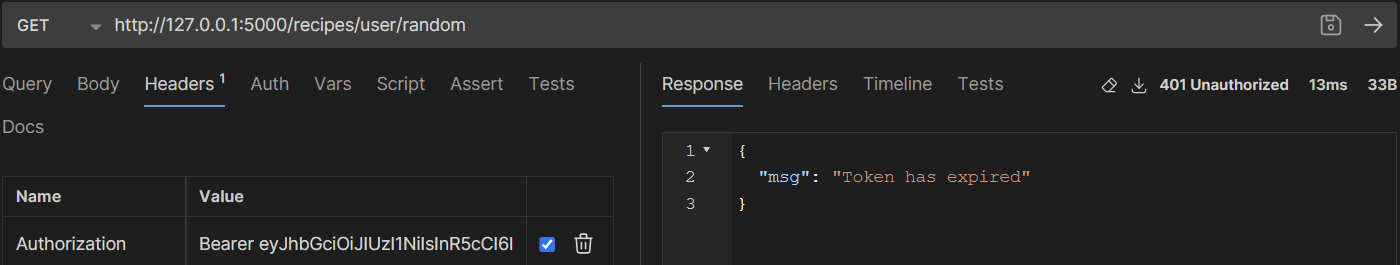 GET http://127.0.0.1:5000/recipes/user/random
Query Body Headers 1 Auth Vars Script Assert Tests
Docs
Name Value
Authorization Bearer eyJhbGciOiJIUzI1NiIsInR5cCI6I
Response Headers Timeline Tests 401 Unauthorized 13ms 33B
1 {
2 "msg": "Token has expired"
3 }